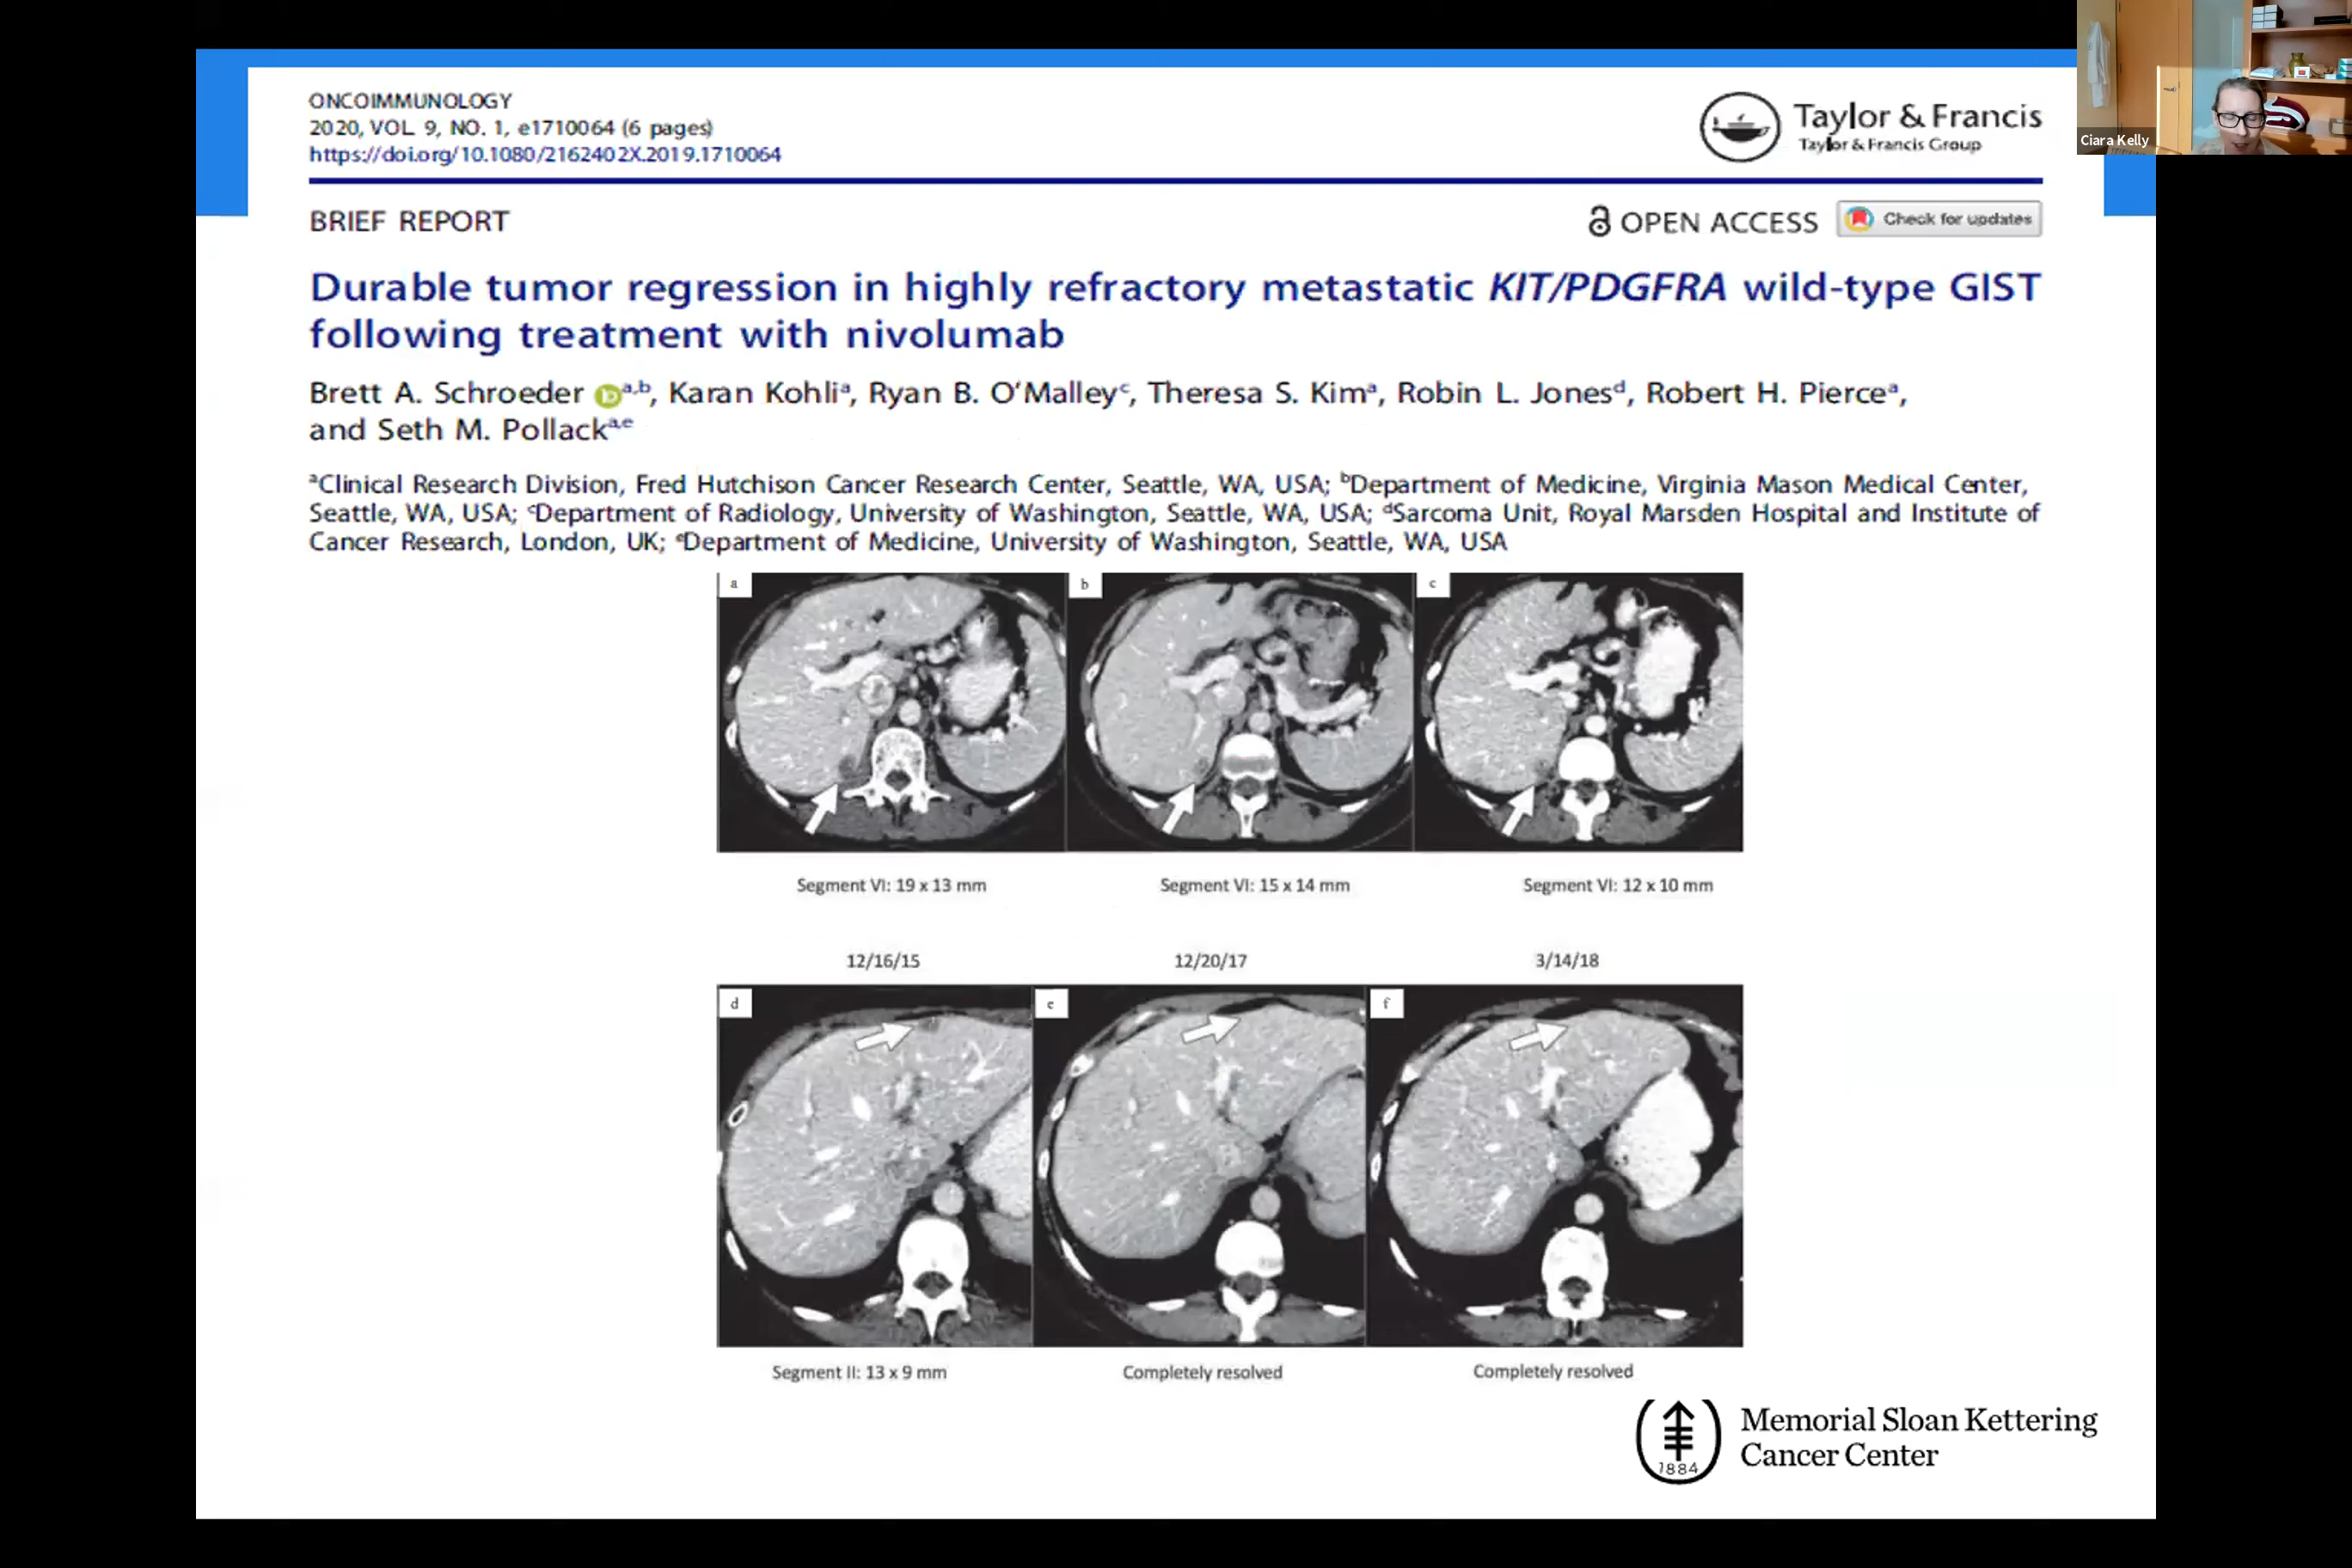 ONCOIMMUNOLOGY
2020, VOL. 9, NO. 1, e1710064 (6 pages)
https://doi.org/10.1080/2162402X.2019.1710064
Taylor & Francis
Taylor & Francis Group
Ciara Kelly
BRIEF REPORT
OPEN ACCESS
Check for updates
Durable tumor regression in highly refractory metastatic KIT/PDGFRA wild-type GIST
following treatment with nivolumab
Brett A. Schroeder iD a,b, Karan Kohli a, Ryan B. O'Malley c, Theresa S. Kim a, Robin L. Jones d, Robert H. Pierce a,
and Seth M. Pollack a,e
aClinical Research Division, Fred Hutchison Cancer Research Center, Seattle, WA, USA; bDepartment of Medicine, Virginia Mason Medical Center,
Seattle, WA, USA; cDepartment of Radiology, University of Washington, Seattle, WA, USA; dSarcoma Unit, Royal Marsden Hospital and Institute of
Cancer Research, London, UK; eDepartment of Medicine, University of Washington, Seattle, WA, USA
a b c
Segment VI: 19 x 13 mm Segment VI: 15 x 14 mm Segment VI: 12 x 10 mm
12/16/15 12/20/17 3/14/18
d e f
Segment II: 13 x 9 mm Completely resolved Completely resolved
Memorial Sloan Kettering
Cancer Center
1884